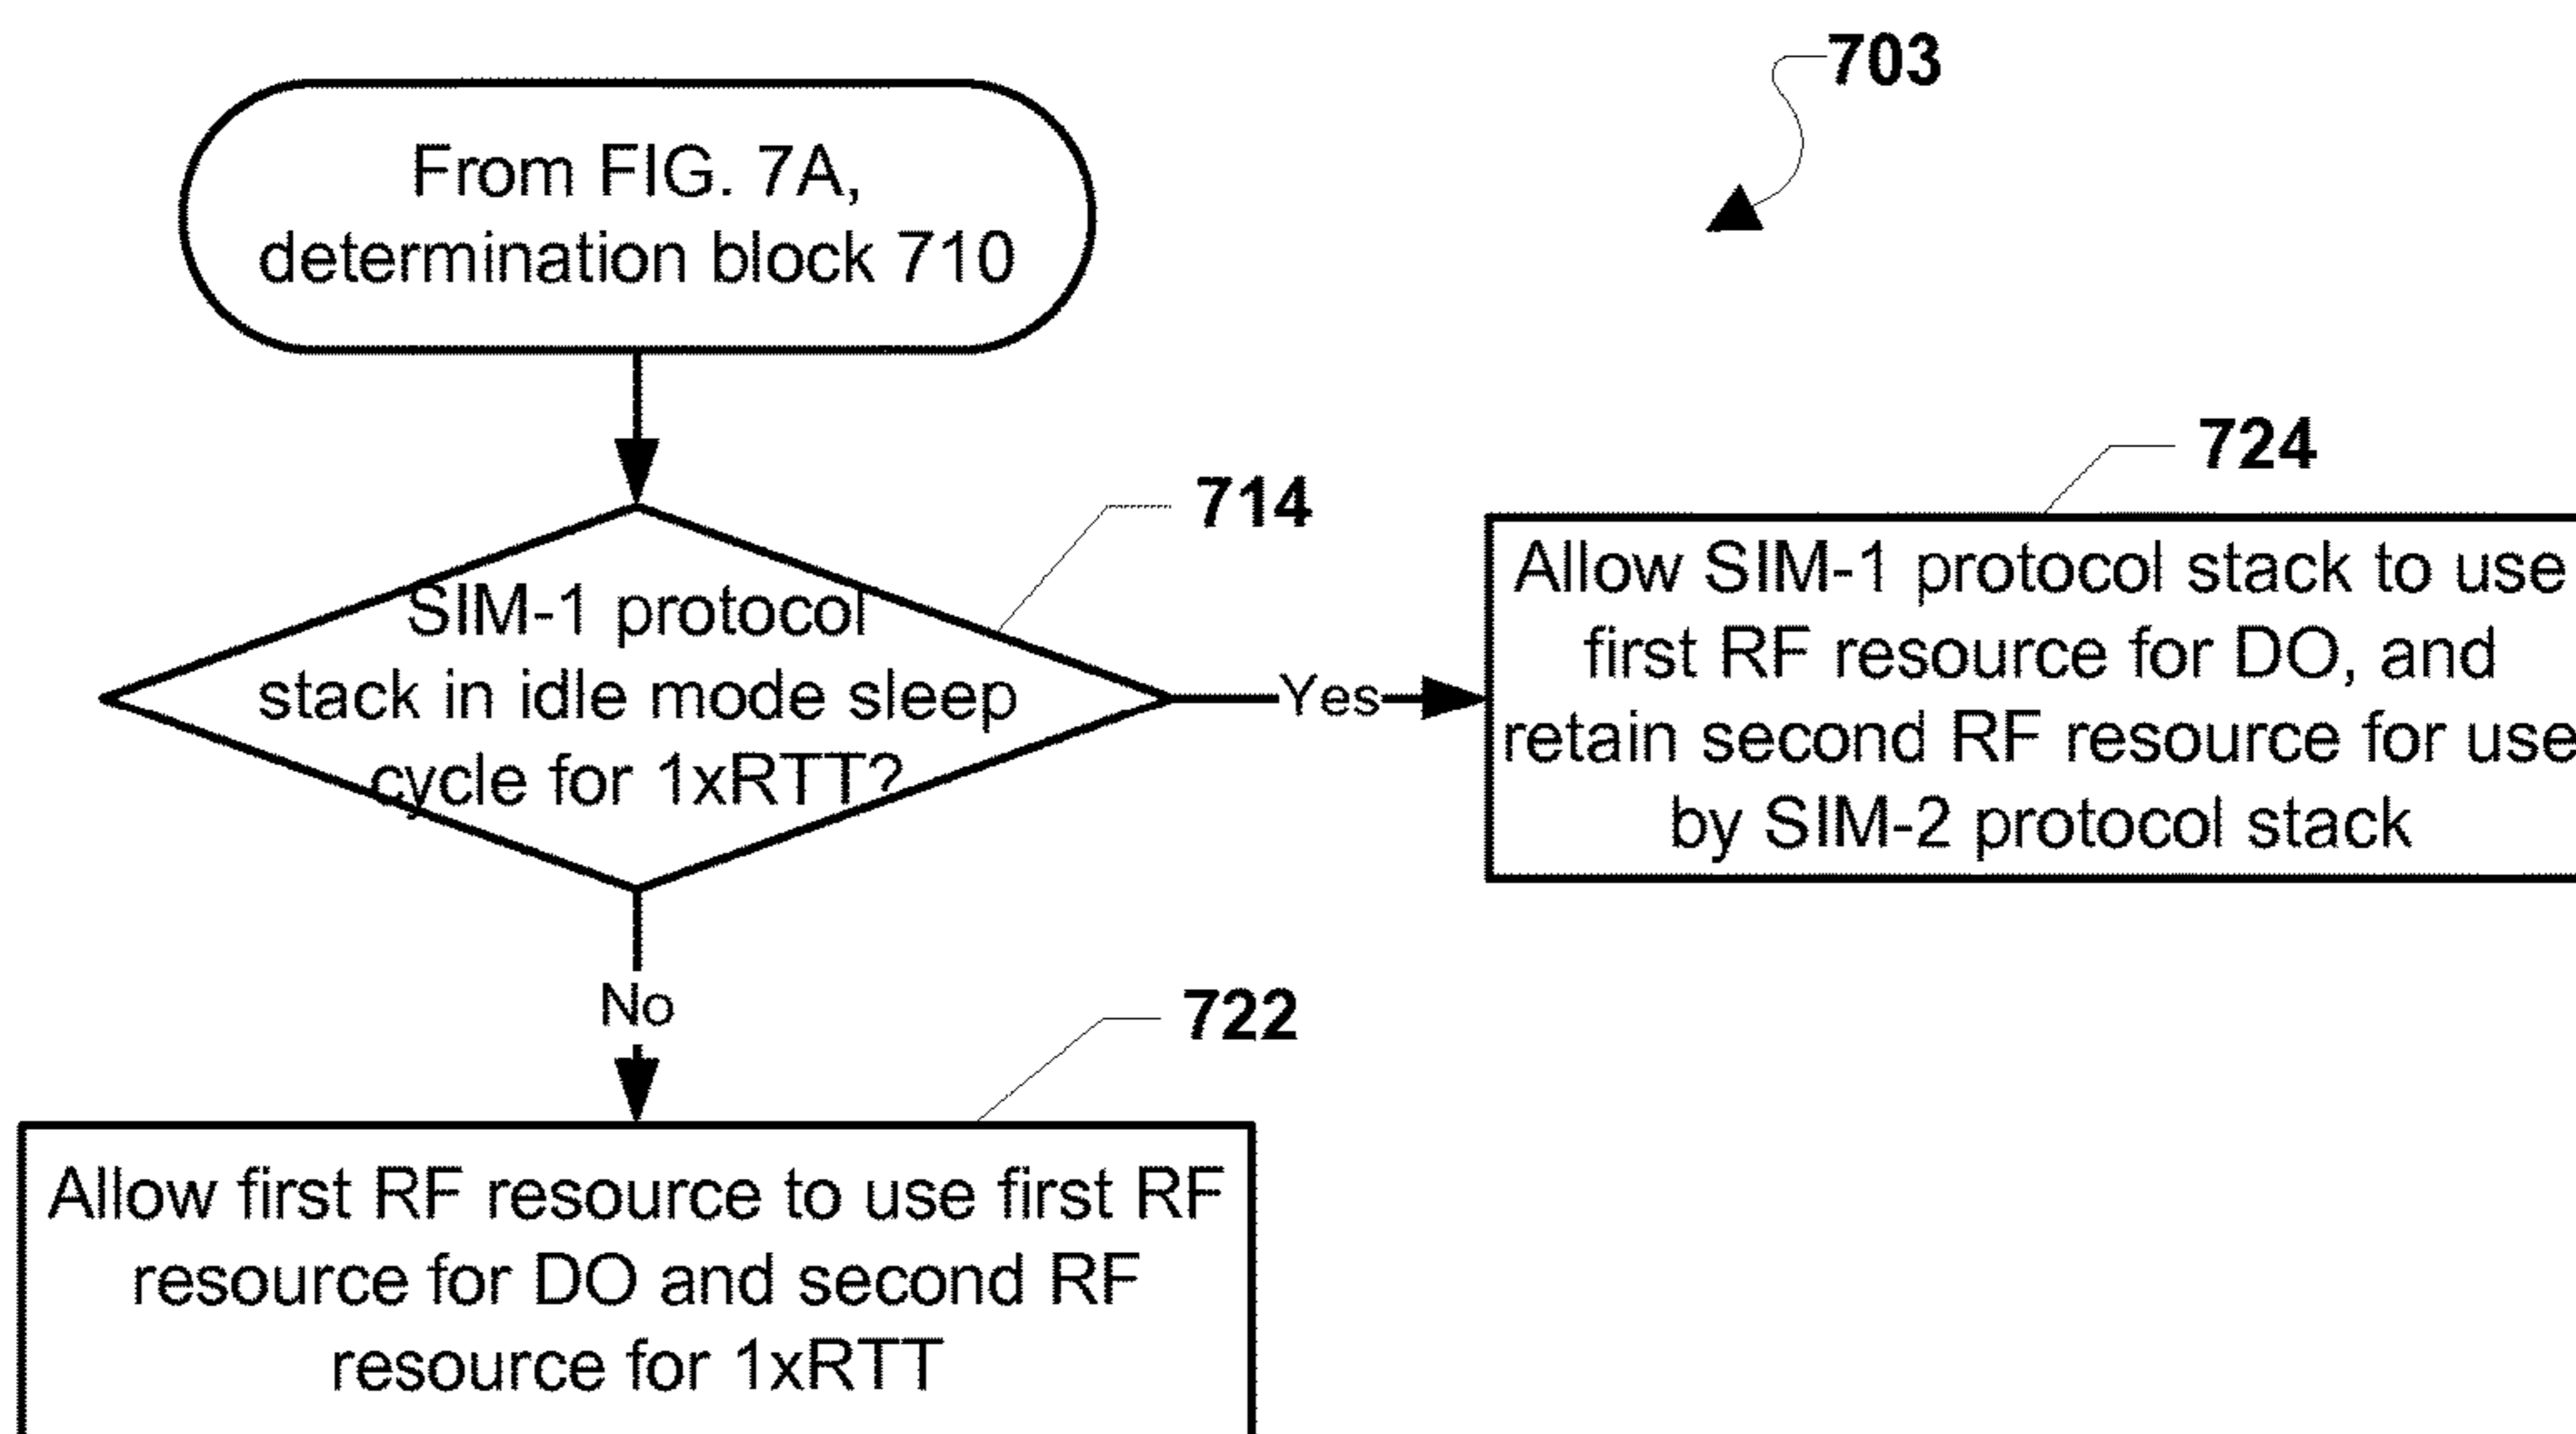 703
From FIG. 7A,
determination block 710
714
SIM-1 protocol
stack in idle mode sleep
cycle for 1xRTT?
Yes
724
Allow SIM-1 protocol stack to use
first RF resource for DO, and
retain second RF resource for use
by SIM-2 protocol stack
No
722
Allow first RF resource to use first RF
resource for DO and second RF
resource for 1xRTT